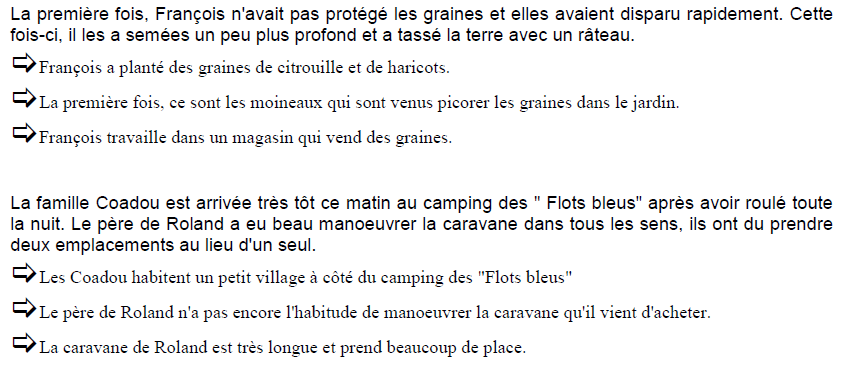 La première fois, François n'avait pas protégé les graines et elles avaient disparu rapidement. Cette
fois-ci, il les a semées un peu plus profond et a tassé la terre avec un râteau.
⇨François a planté des graines de citrouille et de haricots.
⇨La première fois, ce sont les moineaux qui sont venus picorer les graines dans le jardin.
⇨François travaille dans un magasin qui vend des graines.
La famille Coadou est arrivée très tôt ce matin au camping des " Flots bleus" après avoir roulé toute
la nuit. Le père de Roland a eu beau manoeuvrer la caravane dans tous les sens, ils ont du prendre
deux emplacements au lieu d'un seul.
⇨Les Coadou habitent un petit village à côté du camping des "Flots bleus"
⇨Le père de Roland n'a pas encore l'habitude de manoeuvrer la caravane qu'il vient d'acheter.
⇨La caravane de Roland est très longue et prend beaucoup de place.